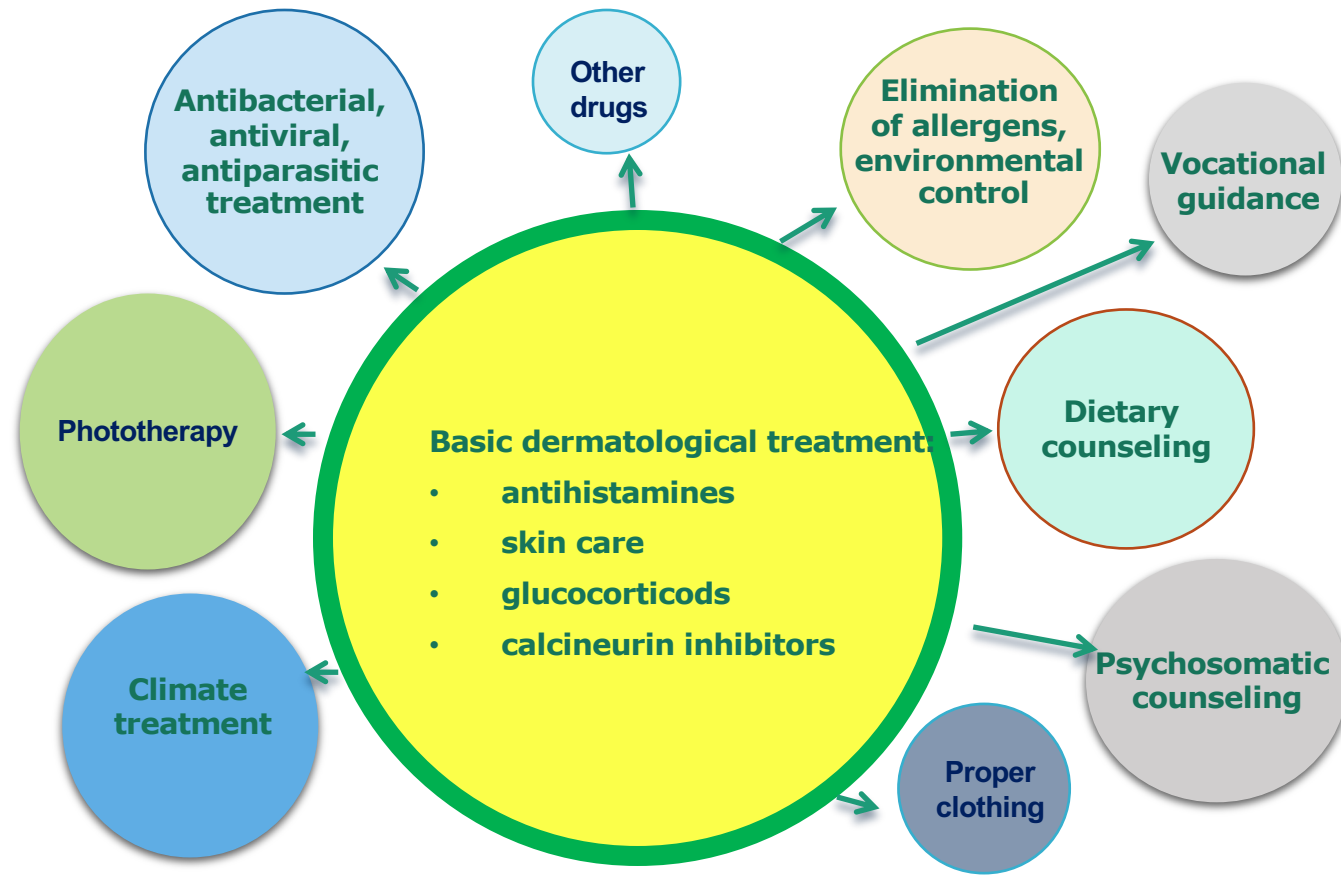 Other
drugs
Antibacterial,
antiviral,
antiparasitic
treatment
Elimination
of allergens,
environmental
control
Vocational
guidance
Phototherapy
Dietary
counseling
Basic dermatological treatment:
• antihistamines
• skin care
• glucocorticods
• calcineurin inhibitors
Climate
treatment
Psychosomatic
counseling
Proper
clothing